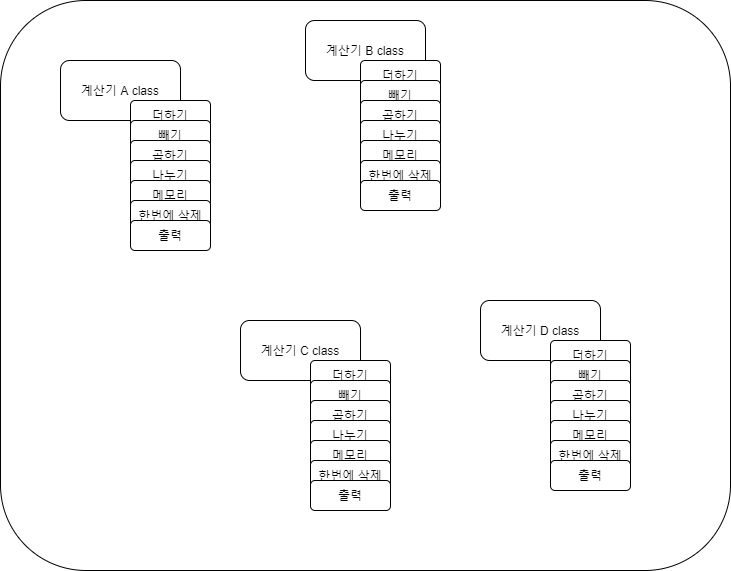 계산기 A class
더하기
빼기
곱하기
나누기
메모리
한번에 삭제
출력
계산기 B class
더하기
빼기
곱하기
나누기
메모리
한번에 삭제
출력
계산기 C class
더하기
빼기
곱하기
나누기
메모리
한번에 삭제
출력
계산기 D class
더하기
빼기
곱하기
나누기
메모리
한번에 삭제
출력